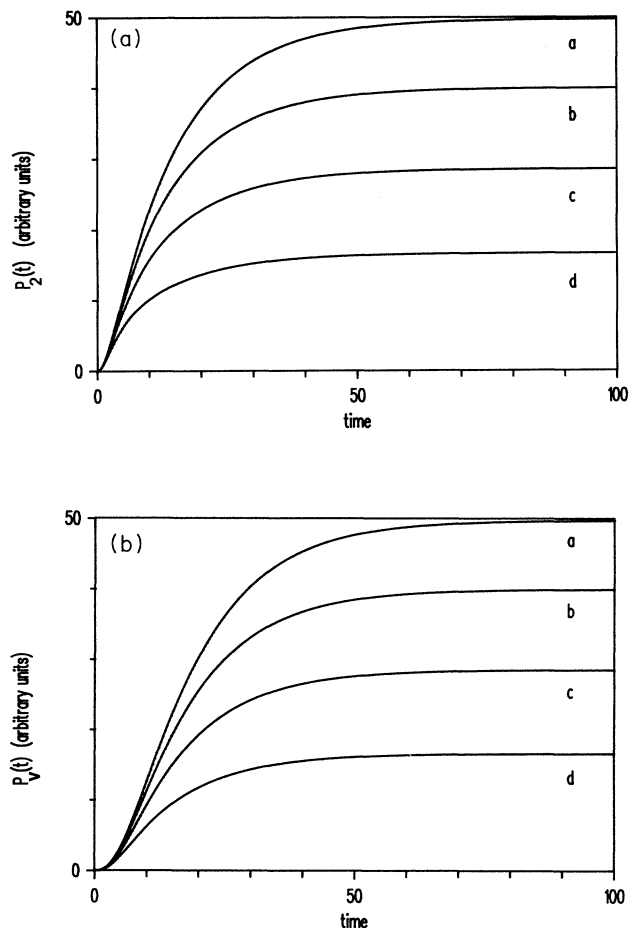 50
(a)
a
b
c
d
P2(t) (arbitrary units)
0
0
50
100
time
50
(b)
a
b
c
d
Pv(t) (arbitrary units)
0
0
50
100
time